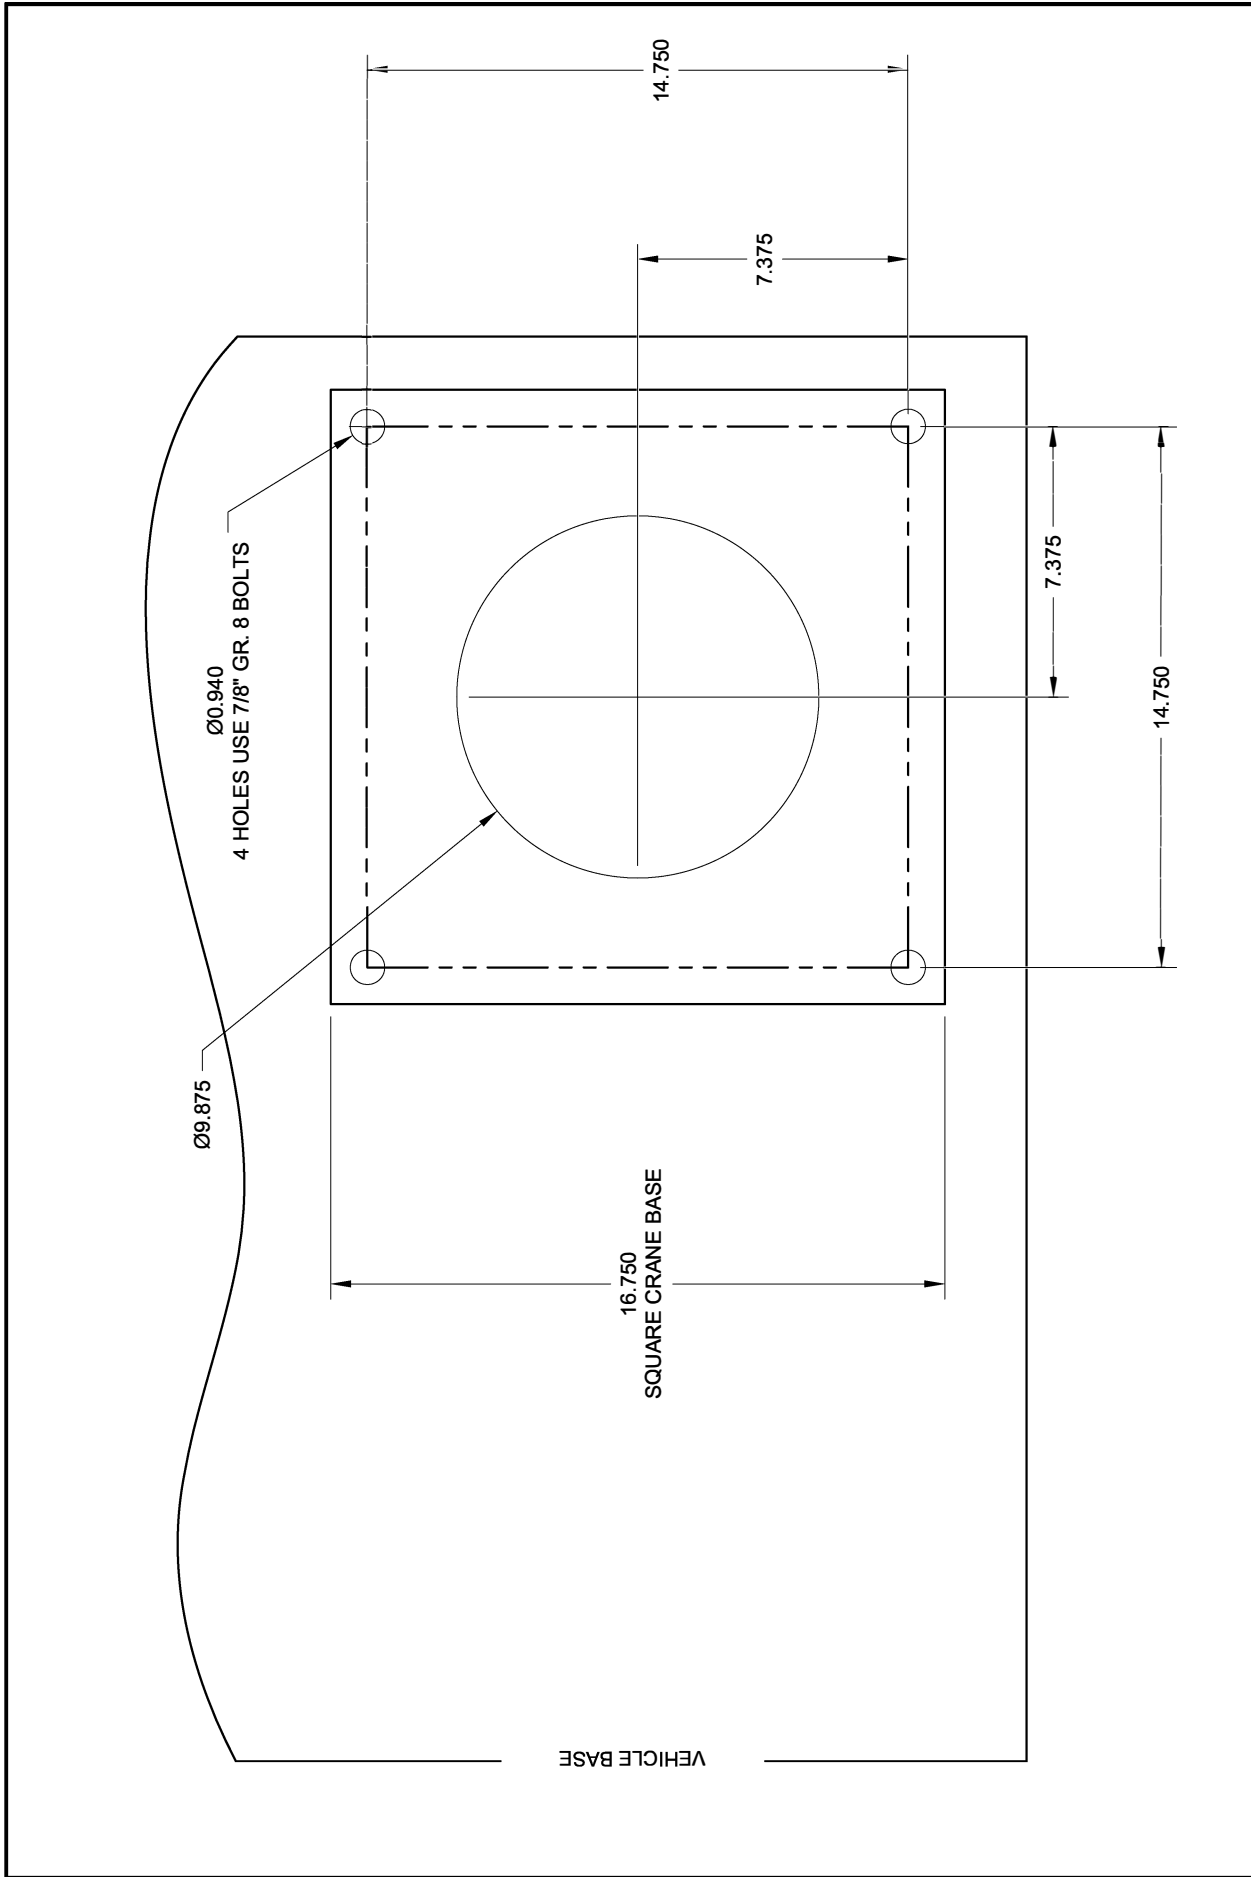 Ø9.875
Ø0.940
4 HOLES USE 7/8" GR. 8 BOLTS
14.750
7.375
16.750
SQUARE CRANE BASE
7.375
14.750
VEHICLE BASE